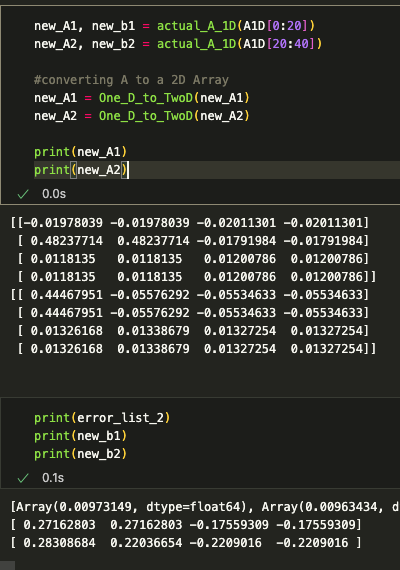 new_A1, new_b1 = actual_A_1D(A1D[0:20])
new_A2, new_b2 = actual_A_1D(A1D[20:40])
#converting A to a 2D Array
new_A1 = One_D_to_TwoD(new_A1)
new_A2 = One_D_to_TwoD(new_A2)
print(new_A1)
print(new_A2)
0.0s
[[-0.01978039 -0.01978039 -0.02011301 -0.02011301]
[ 0.48237714 0.48237714 -0.01791984 -0.01791984]
[ 0.0118135 0.0118135 0.01200786 0.01200786]
[ 0.0118135 0.0118135 0.01200786 0.01200786]]
[[ 0.44467951 -0.05576292 -0.05534633 -0.05534633]
[ 0.44467951 -0.05576292 -0.05534633 -0.05534633]
[ 0.01326168 0.01338679 0.01327254 0.01327254]
[ 0.01326168 0.01338679 0.01327254 0.01327254]]
print(error_list_2)
print(new_b1)
print(new_b2)
0.1s
[Array(0.00973149, dtype=float64), Array(0.00963434, d
[ 0.27162803 0.27162803 -0.17559309 -0.17559309]
[ 0.28308684 0.22036654 -0.2209016 -0.2209016 ]